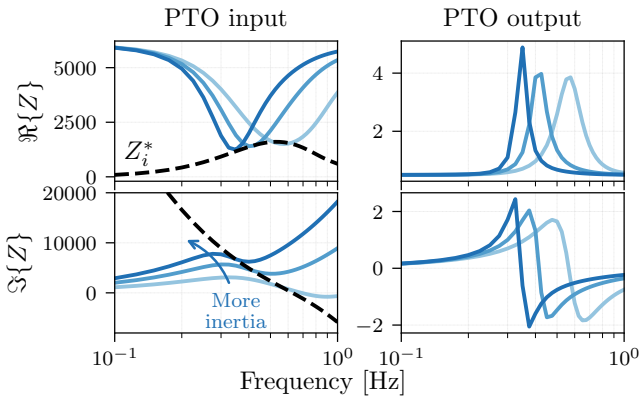 PTO input
PTO output
ℜ{Z}
5000
2500
0
Z_i^*
4
2
ℑ{Z}
20000
10000
0
More
inertia
2
0
−2
10^{-1}
10^0
10^{-1}
10^0
Frequency [Hz]